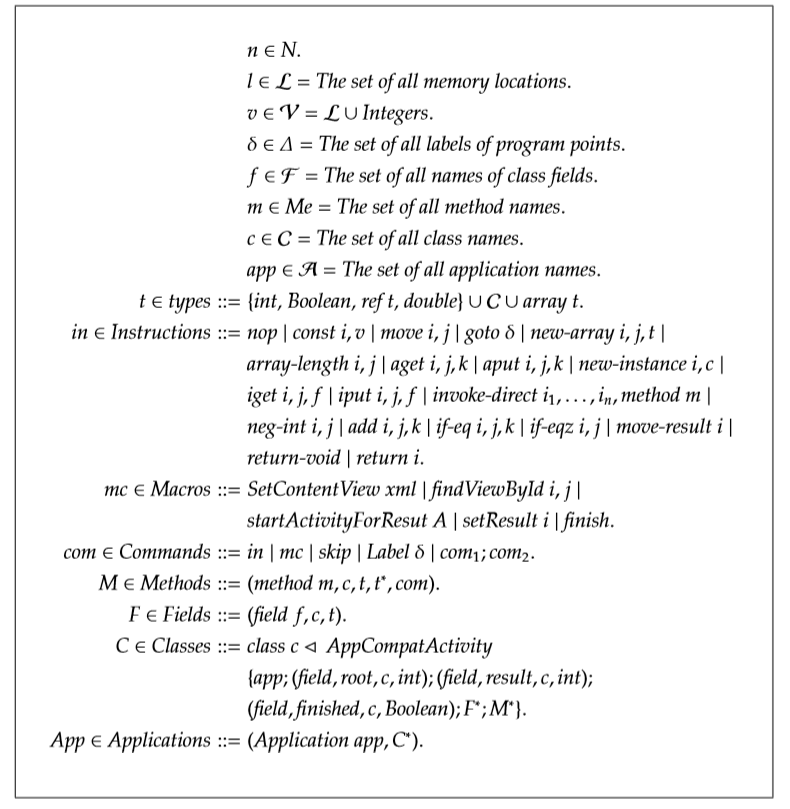 n ∈ N.
l ∈ ℒ = The set of all memory locations.
v ∈ 𝒱 = ℒ ∪ Integers.
δ ∈ Δ = The set of all labels of program points.
f ∈ ℱ = The set of all names of class fields.
m ∈ Me = The set of all method names.
c ∈ C = The set of all class names.
app ∈ 𝒜 = The set of all application names.
t ∈ types ::= {int, Boolean, ref t, double} ∪ C ∪ array t.
in ∈ Instructions ::= nop | const i, v | move i, j | goto δ | new-array i, j, t |
array-length i, j | aget i, j, k | aput i, j, k | new-instance i, c |
iget i, j, f | iput i, j, f | invoke-direct i₁, . . . , iₙ, method m |
neg-int i, j | add i, j, k | if-eq i, j, k | if-eqz i, j | move-result i |
return-void | return i.
mc ∈ Macros ::= SetContentView xml | findViewById i, j |
startActivityForResut A | setResult i | finish.
com ∈ Commands ::= in | mc | skip | Label δ | com₁; com₂.
M ∈ Methods ::= (method m, c, t, t*, com).
F ∈ Fields ::= (field f, c, t).
C ∈ Classes ::= class c ⊲ AppCompatActivity
{app; (field, root, c, int); (field, result, c, int);
(field, finished, c, Boolean); F*; M*}.
App ∈ Applications ::= (Application app, C*).